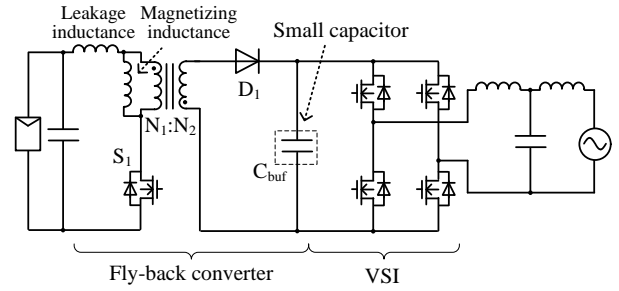 Leakage
inductance
Magnetizing
inductance
Small capacitor
D1
N1:N2
S1
Cbuf
Fly-back converter
VSI